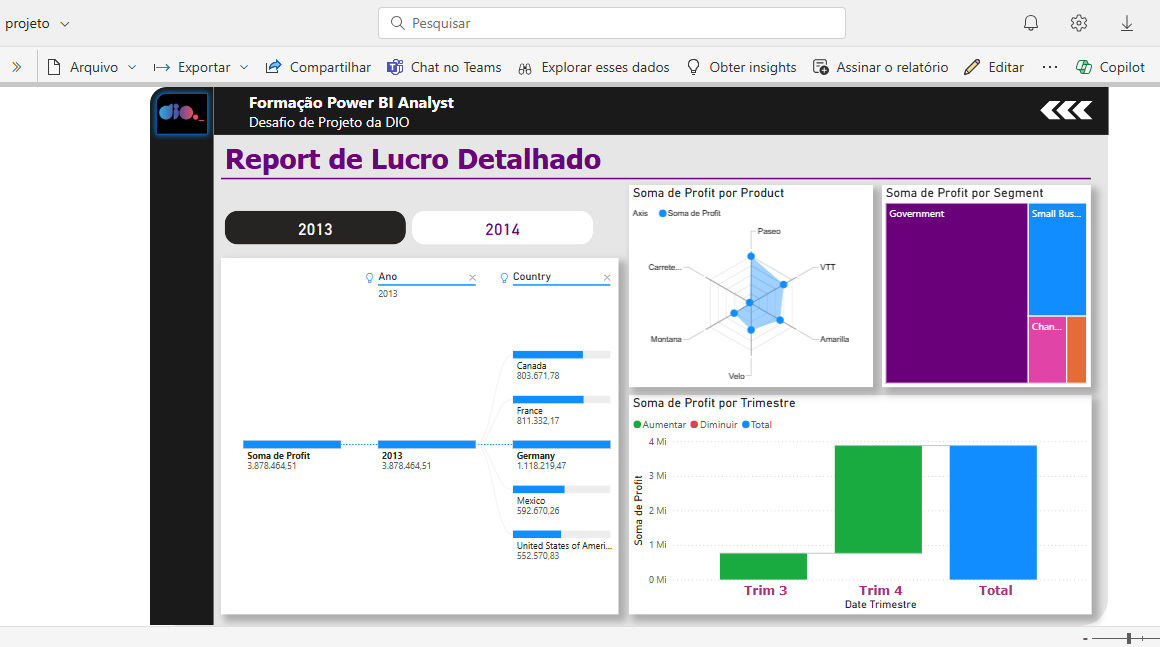 projeto
Pesquisar
Arquivo
Exportar
Compartilhar
Chat no Teams
Explorar esses dados
Obter insights
Assinar o relatório
Editar
Copilot
dio._
Formação Power BI Analyst
Desafio de Projeto da DIO
Report de Lucro Detalhado
2013
2014
Ano
2013
Country
Soma de Profit
3.878.464,51
2013
3.878.464,51
Canada
803.671,78
France
811.332,17
Germany
1.118.219,47
Mexico
592.670,26
United States of Ameri...
552.570,83
Soma de Profit por Product
Axis
Soma de Profit
Paseo
VTT
Amarilla
Velo
Montana
Carrete...
Soma de Profit por Segment
Government
Small Bus...
Chan...
Soma de Profit por Trimestre
Aumentar
Diminuir
Total
Soma de Profit
4 Mi
3 Mi
2 Mi
1 Mi
0 Mi
Trim 3
Trim 4
Total
Date Trimestre